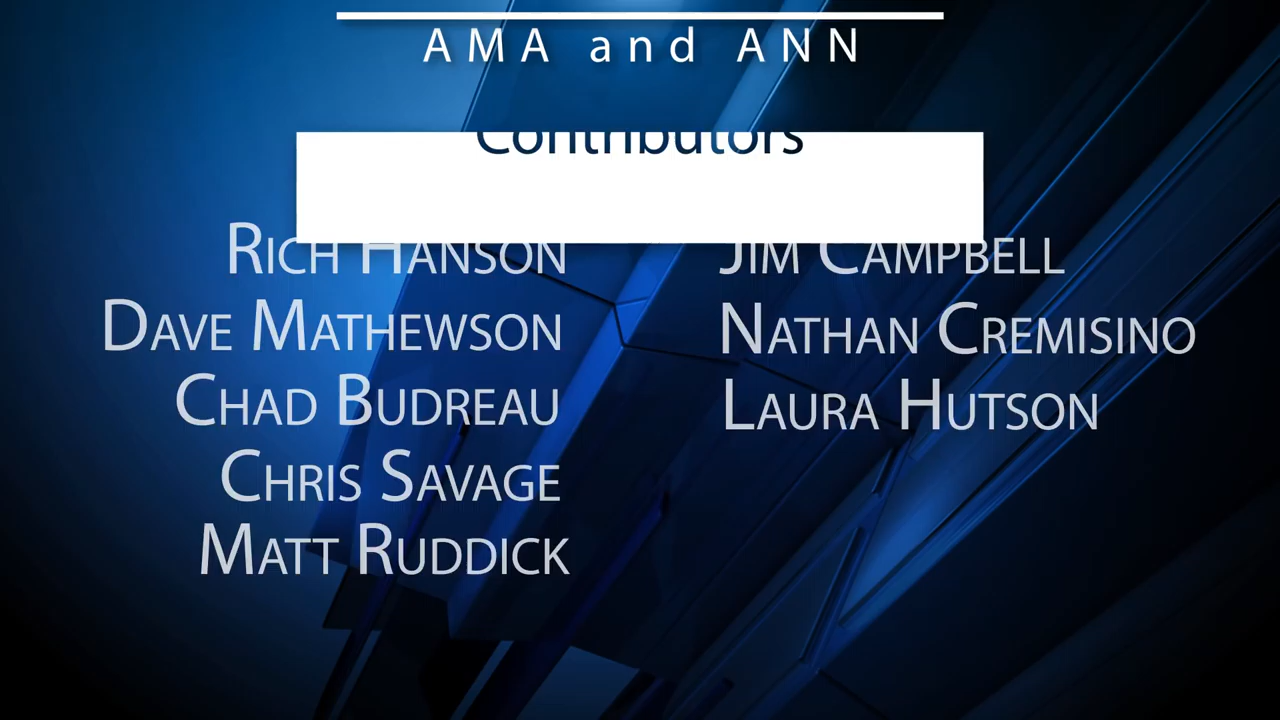 AMA and ANN
Contributors
RICH HANSON
DAVE MATHEWSON
CHAD BUDREAU
CHRIS SAVAGE
MATT RUDDICK
JIM CAMPBELL
NATHAN CREMISINO
LAURA HUTSON